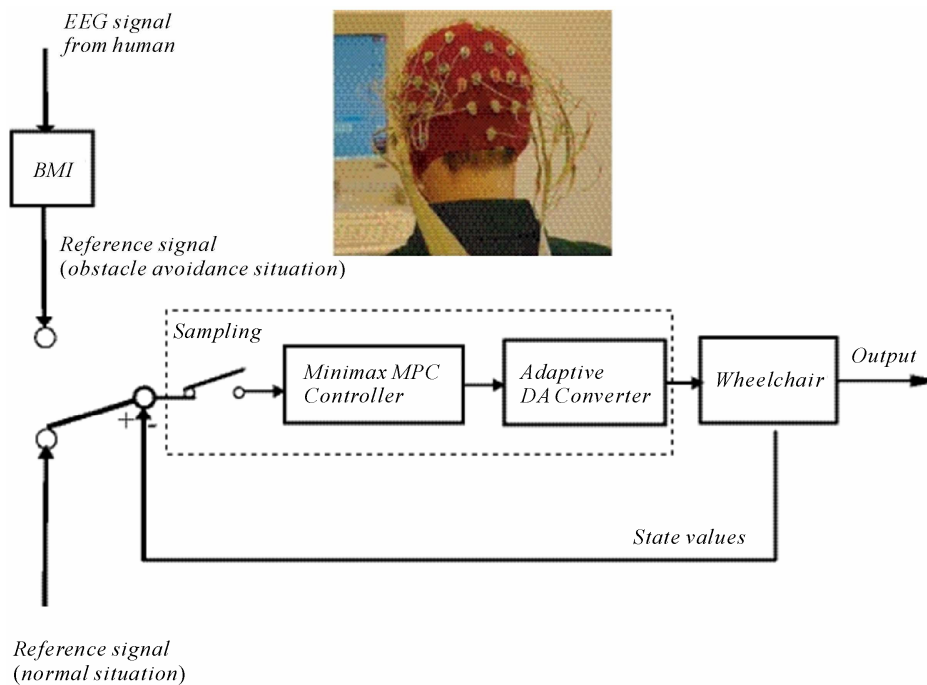 EEG signal
from human
BMI
Reference signal
(obstacle avoidance situation)
Sampling
Minimax MPC
Controller
Adaptive
DA Converter
Wheelchair
Output
+
-
State values
Reference signal
(normal situation)